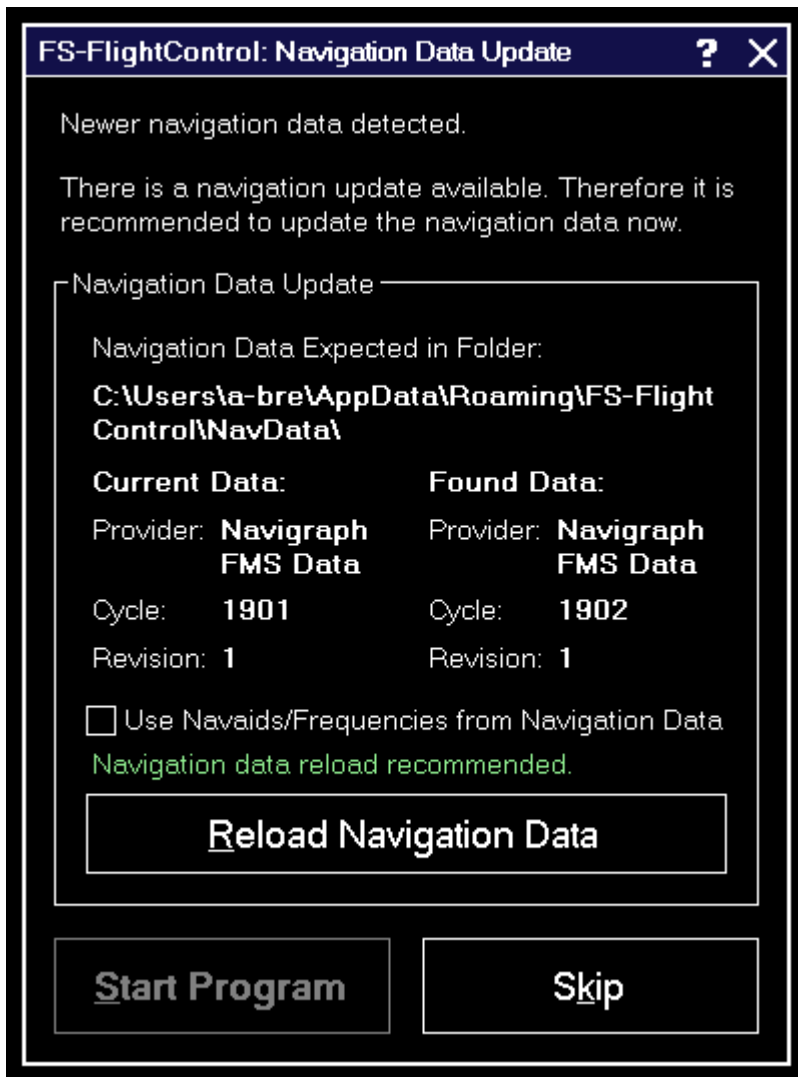 FS-FlightControl: Navigation Data Update ? X
Newer navigation data detected.
There is a navigation update available. Therefore it is
recommended to update the navigation data now.
Navigation Data Update
Navigation Data Expected in Folder:
C:\Users\a-bre\AppData\Roaming\FS-Flight
Control\NavData\
Current Data: Found Data:
Provider: Navigraph Provider: Navigraph
FMS Data FMS Data
Cycle: 1901 Cycle: 1902
Revision: 1 Revision: 1
Use Navaids/Frequencies from Navigation Data
Navigation data reload recommended.
Reload Navigation Data
Start Program Skip